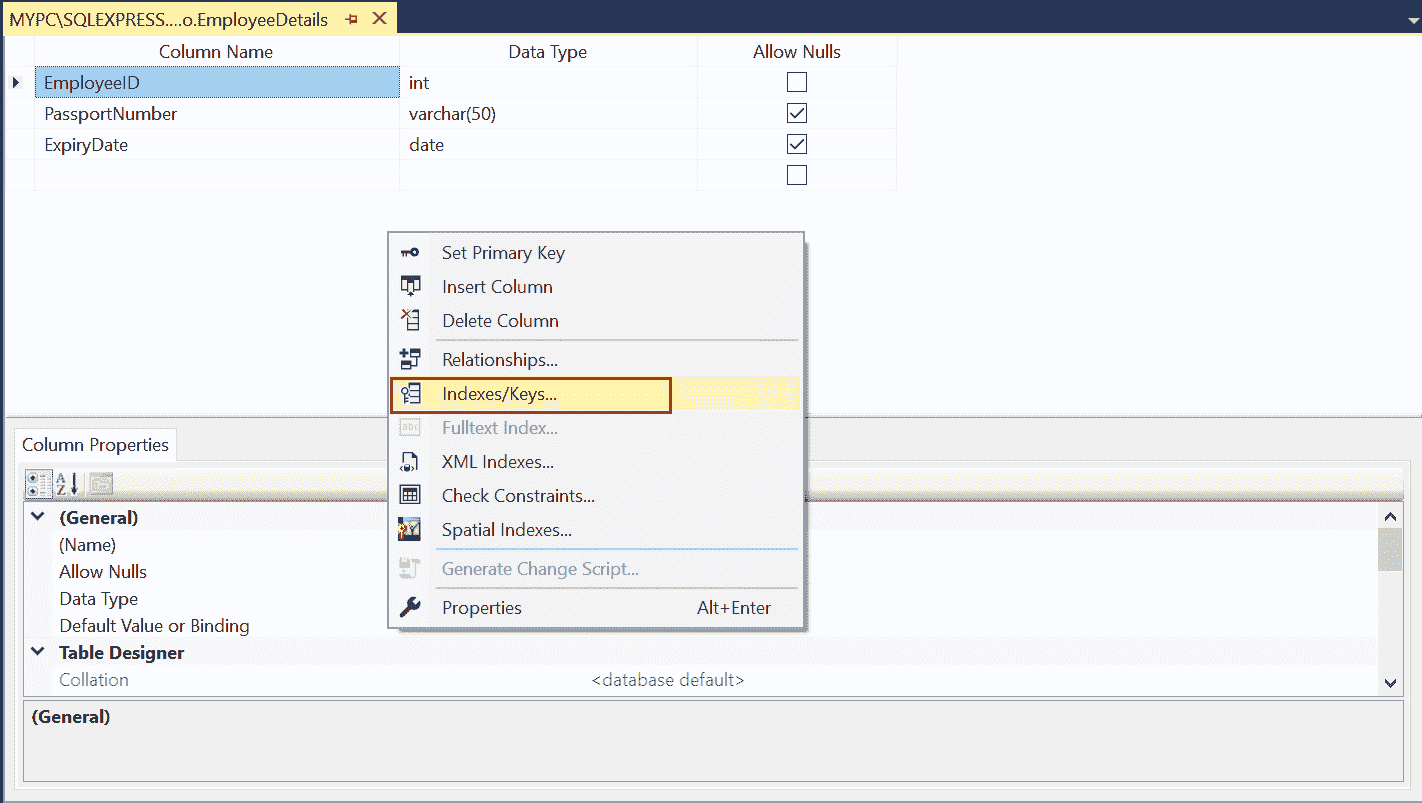 MYPC\SQLEXPRESS....o.EmployeeDetails
Column Name Data Type Allow Nulls
EmployeeID int
PassportNumber varchar(50)
ExpiryDate date
Set Primary Key
Insert Column
Delete Column
Relationships...
Indexes/Keys...
Fulltext Index...
XML Indexes...
Check Constraints...
Spatial Indexes...
Generate Change Script...
Properties Alt+Enter
Column Properties
(General)
(Name)
Allow Nulls
Data Type
Default Value or Binding
Table Designer
Collation <database default>
(General)